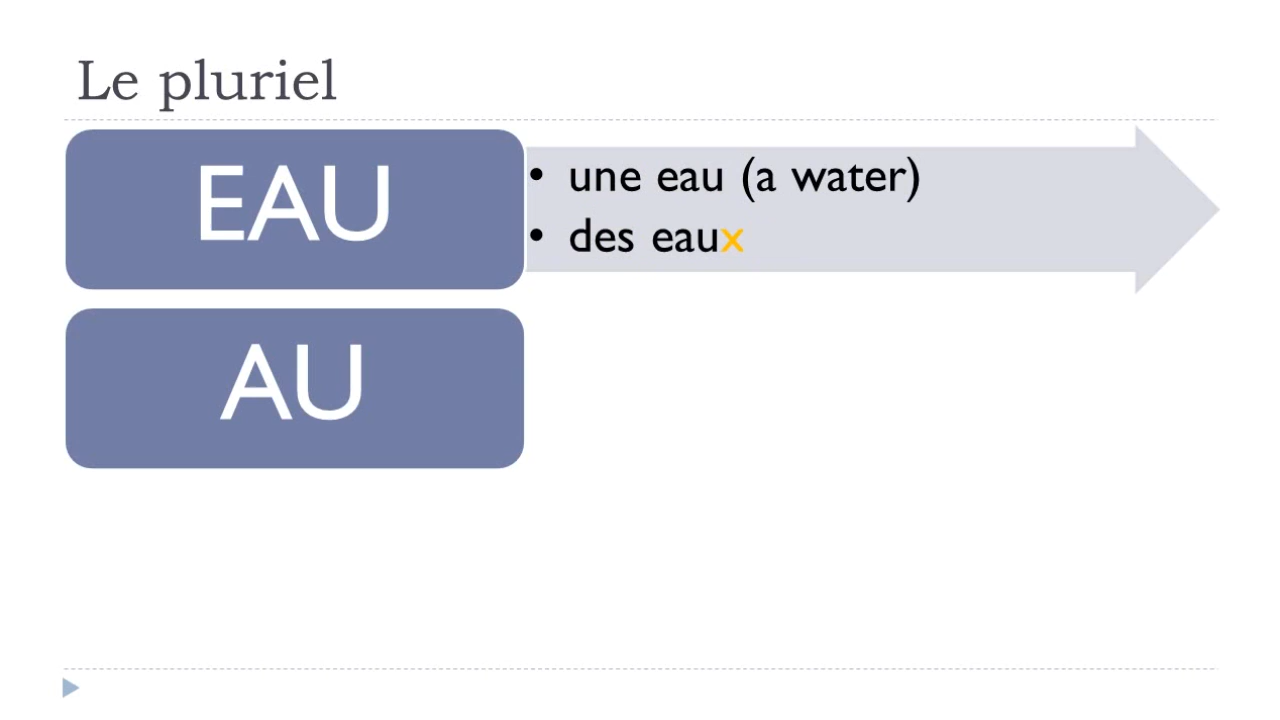 Le pluriel
EAU
• une eau (a water)
• des eaux
AU